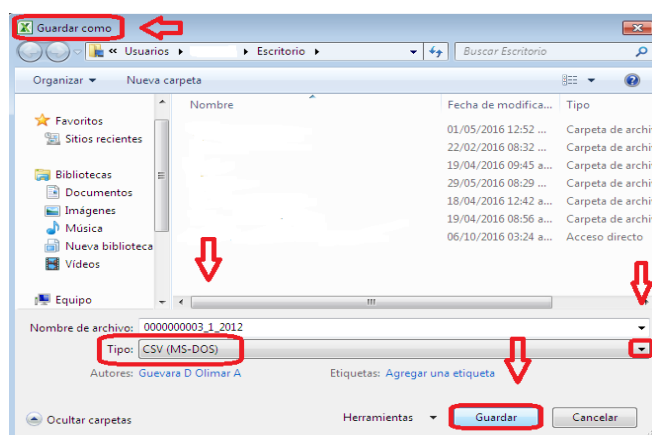 Guardar como
« Usuarios Escritorio Buscar Escritorio
Organizar Nueva carpeta
Nombre Fecha de modifica... Tipo
Favoritos
Sitios recientes
Bibliotecas
Documentos
Imágenes
Música
Nueva biblioteca
Vídeos
Equipo
01/05/2016 12:52 ... Carpeta de archi
22/02/2016 08:32 ... Carpeta de archi
19/04/2016 09:45 a... Carpeta de archi
29/05/2016 08:29 ... Carpeta de archi
18/04/2016 12:42 a... Carpeta de archi
19/04/2016 08:56 a... Carpeta de archi
06/10/2016 03:24 a... Acceso directo
Nombre de archivo: 0000000003_1_2012
Tipo: CSV (MS-DOS)
Autores: Guevara D Olimar A Etiquetas: Agregar una etiqueta
Ocultar carpetas Herramientas Guardar Cancelar